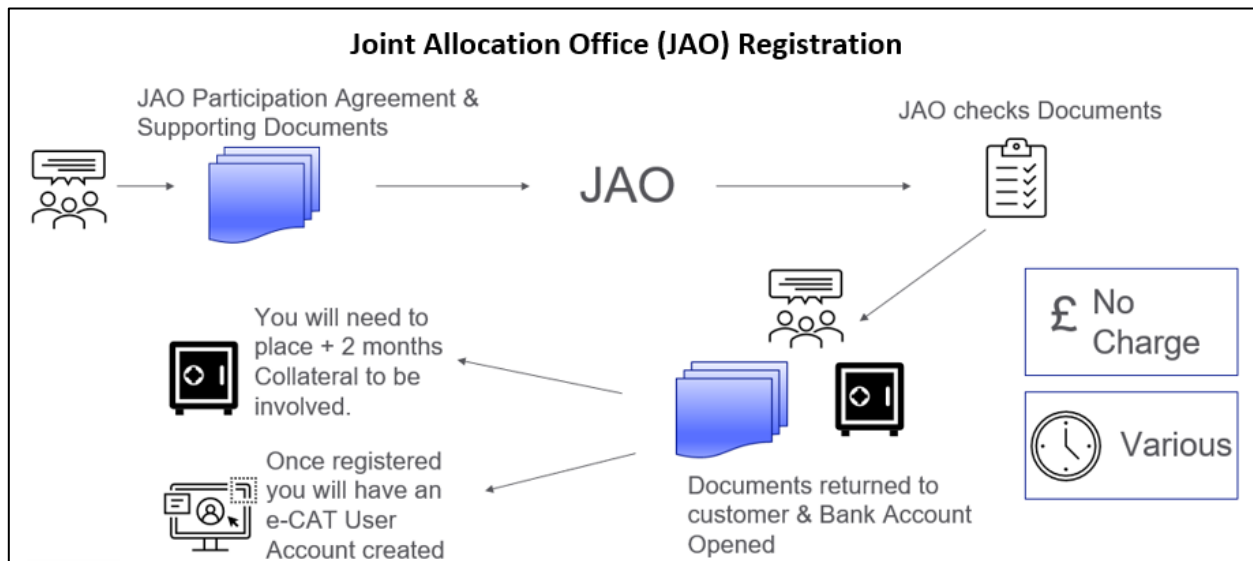 Joint Allocation Office (JAO) Registration
JAO Participation Agreement &
Supporting Documents
JAO
JAO checks Documents
You will need to
place + 2 months
Collateral to be
involved.
Once registered
you will have an
e-CAT User
Account created
Documents returned to
customer & Bank Account
Opened
£ No
Charge
Various